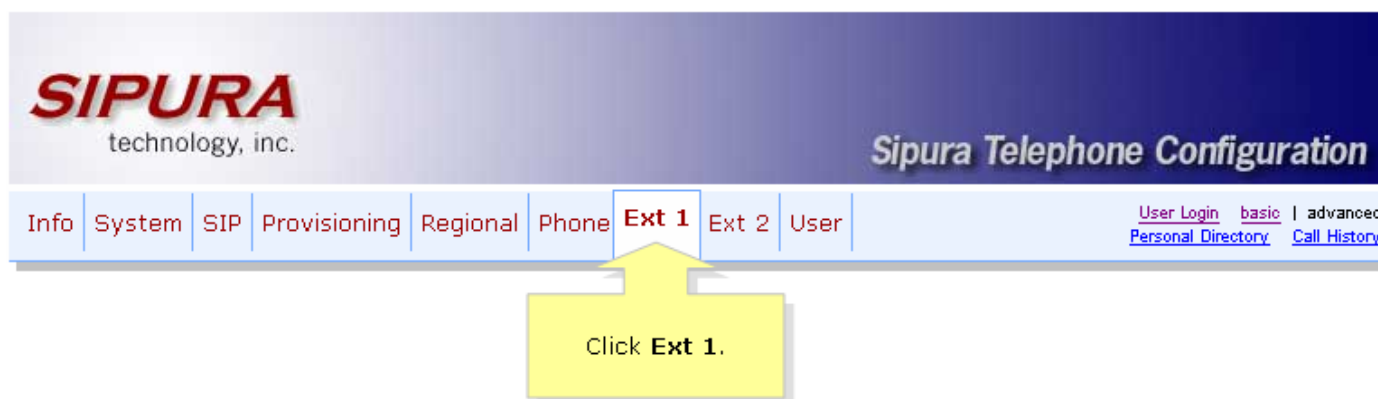 SIPURA
technology, inc.
Sipura Telephone Configuration
Info System SIP Provisioning Regional Phone Ext 1 Ext 2 User
User Login basic | advanced
Personal Directory Call History
Click Ext 1.